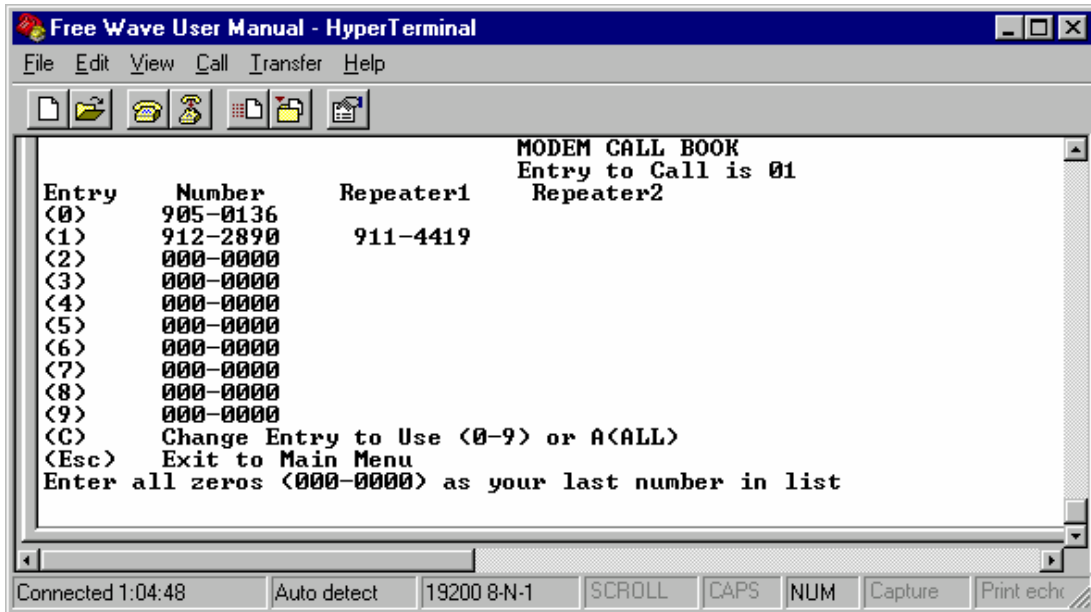 Free Wave User Manual - HyperTerminal
File Edit View Call Transfer Help
MODEM CALL BOOK
Entry to Call is 01
Entry Number Repeater1 Repeater2
(0) 905-0136
(1) 912-2890 911-4419
(2) 000-0000
(3) 000-0000
(4) 000-0000
(5) 000-0000
(6) 000-0000
(7) 000-0000
(8) 000-0000
(9) 000-0000
(C) Change Entry to Use (0-9) or A(ALL)
(Esc) Exit to Main Menu
Enter all zeros (000-0000) as your last number in list
Connected 1:04:48 Auto detect 19200 8-N-1 SCROLL CAPS NUM Capture Print echo